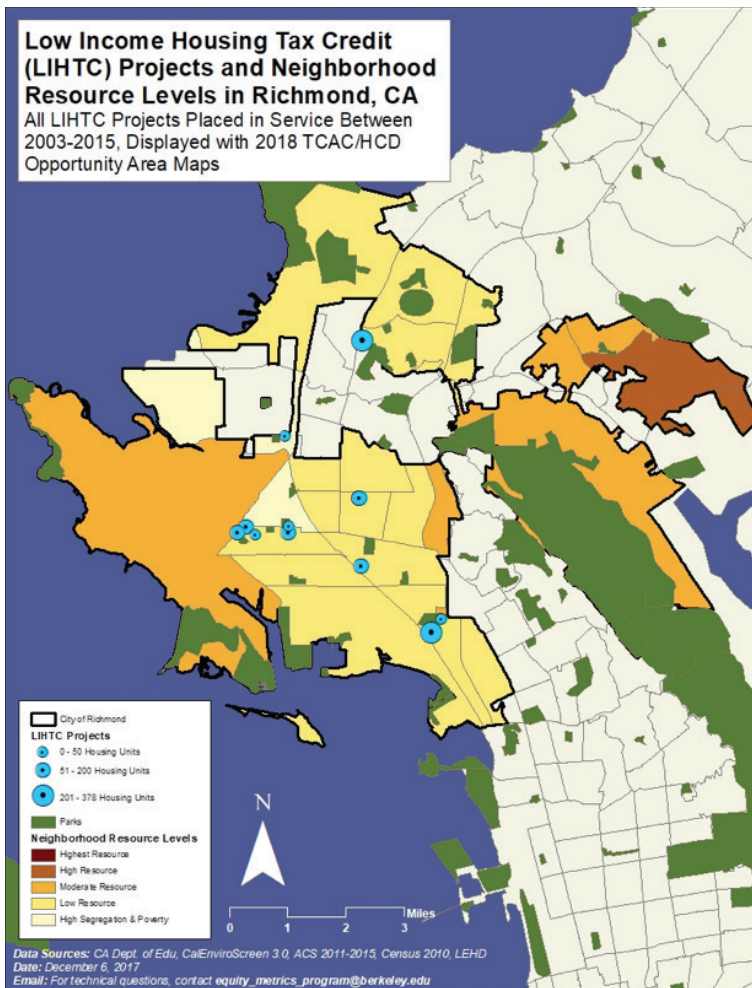 Low Income Housing Tax Credit
(LIHTC) Projects and Neighborhood
Resource Levels in Richmond, CA
All LIHTC Projects Placed in Service Between
2003-2015, Displayed with 2018 TCAC/HCD
Opportunity Area Maps
City of Richmond
LIHTC Projects
0 - 50 Housing Units
51 - 200 Housing Units
201 - 378 Housing Units
Parks
Neighborhood Resource Levels
Highest Resource
High Resource
Moderate Resource
Low Resource
High Segregation & Poverty
N
Miles
0 1 2 3
Data Sources: CA Dept. of Edu, CalEnviroScreen 3.0, ACS 2011-2015, Census 2010, LEHD
Date: December 6, 2017
Email: For technical questions, contact equity_metrics_program@berkeley.edu